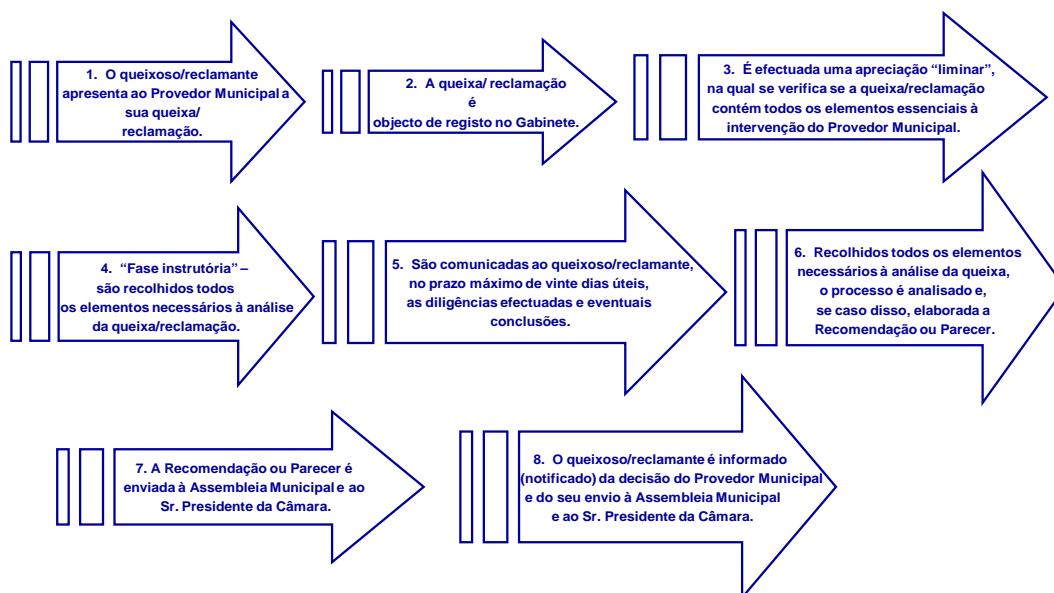 1. O queixoso/reclamante
apresenta ao Provedor Municipal a
sua queixa/
reclamação.
2. A queixa/ reclamação
é
objecto de registo no Gabinete.
3. É efectuada uma apreciação “liminar”,
na qual se verifica se a queixa/reclamação
contém todos os elementos essenciais à
intervenção do Provedor Municipal.
4. “Fase instrutória” –
são recolhidos todos
os elementos necessários à análise
da queixa/reclamação.
5. São comunicadas ao queixoso/reclamante,
no prazo máximo de vinte dias úteis,
as diligências efectuadas e eventuais
conclusões.
6. Recolhidos todos os elementos
necessários à análise da queixa,
o processo é analisado e,
se caso disso, elaborada a
Recomendação ou Parecer.
7. A Recomendação ou Parecer é
enviada à Assembleia Municipal e ao
Sr. Presidente da Câmara.
8. O queixoso/reclamante é informado
(notificado) da decisão do Provedor Municipal
e do seu envio à Assembleia Municipal
e ao Sr. Presidente da Câmara.